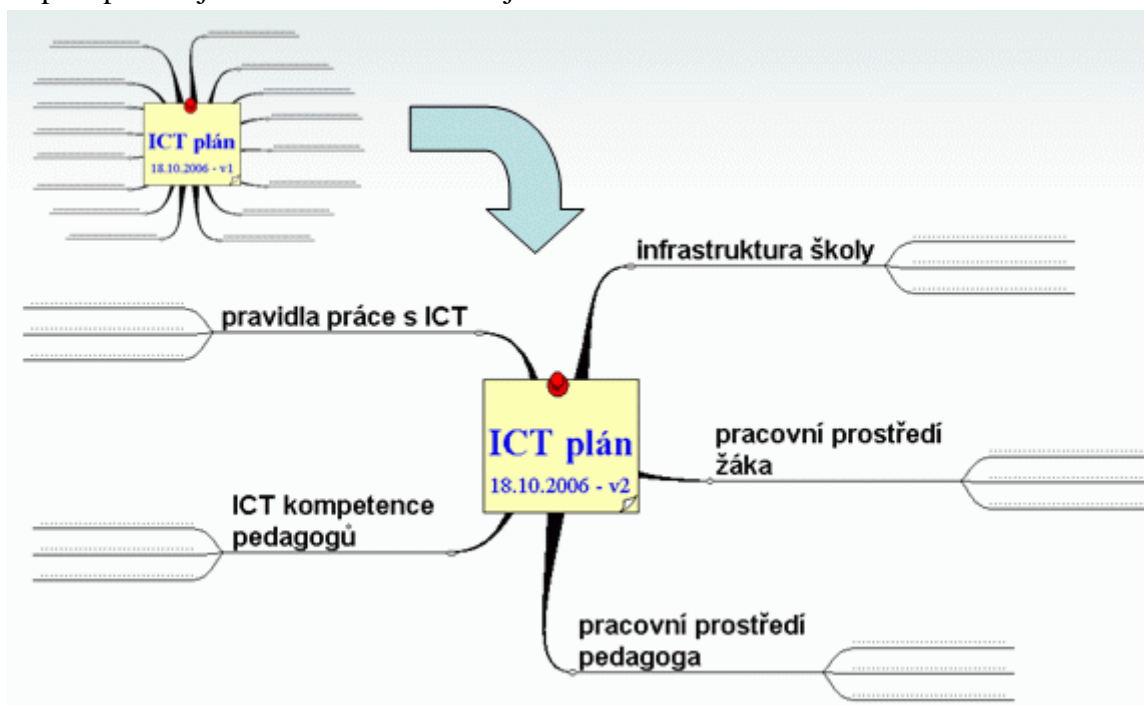 ICT plán
18.10.2006 - v1
infrastruktura školy
pravidla práce s ICT
ICT plán
18.10.2006 - v2
pracovní prostředí
žáka
ICT kompetence
pedagogů
pracovní prostředí
pedagoga